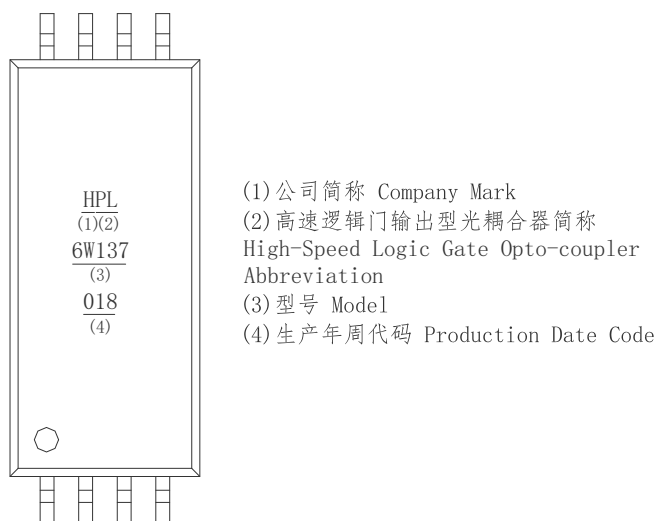 HPL
(1)(2)
6W137
(3)
018
(4)
(1)公司简称 Company Mark
(2)高速逻辑门输出型光耦合器简称
High-Speed Logic Gate Opto-coupler
Abbreviation
(3)型号 Model
(4)生产年周代码 Production Date Code